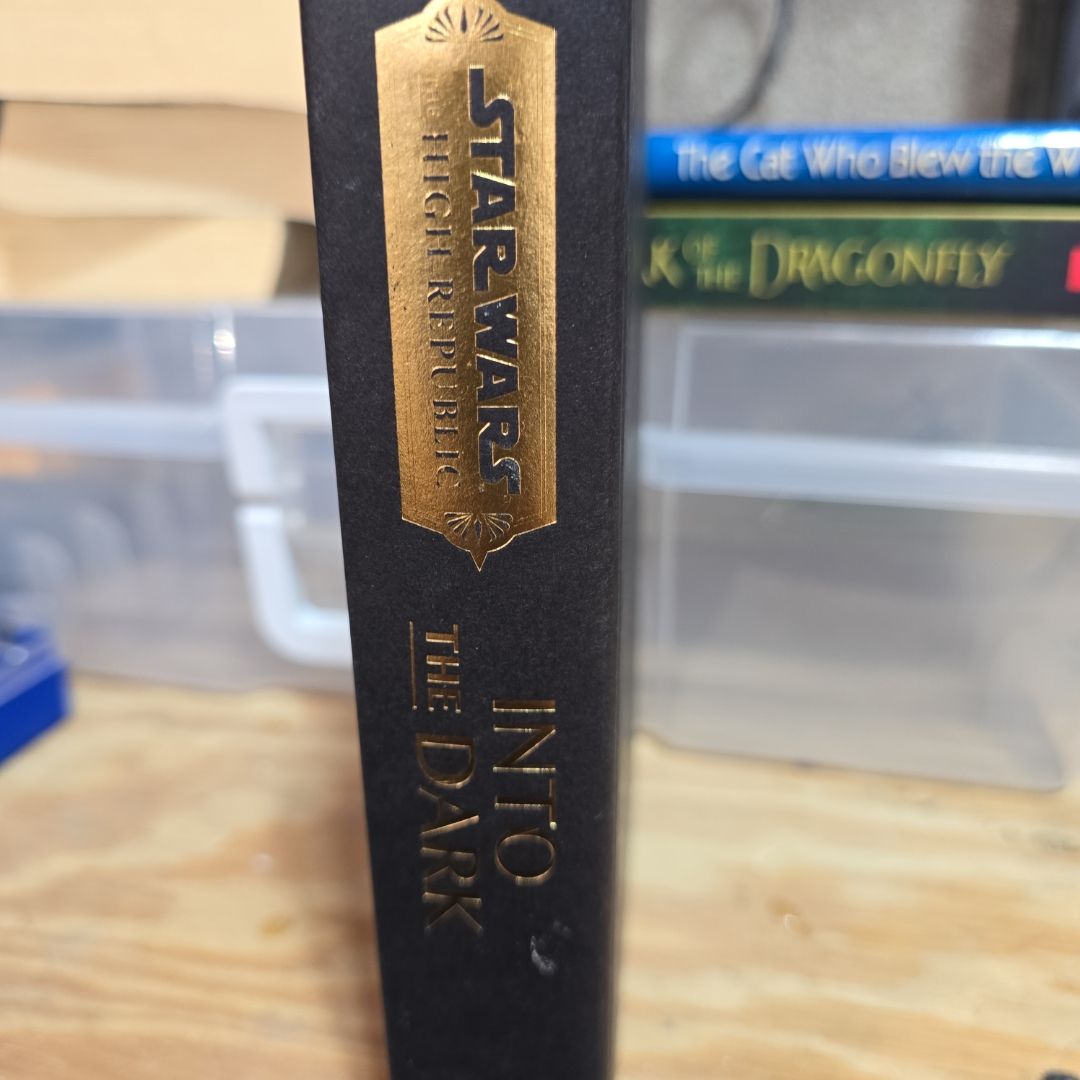 STAR WARS
THE HIGH REPUBLIC
INTO
THE DARK
The Cat Who Blew the W
K OF THE DRAGONFLY